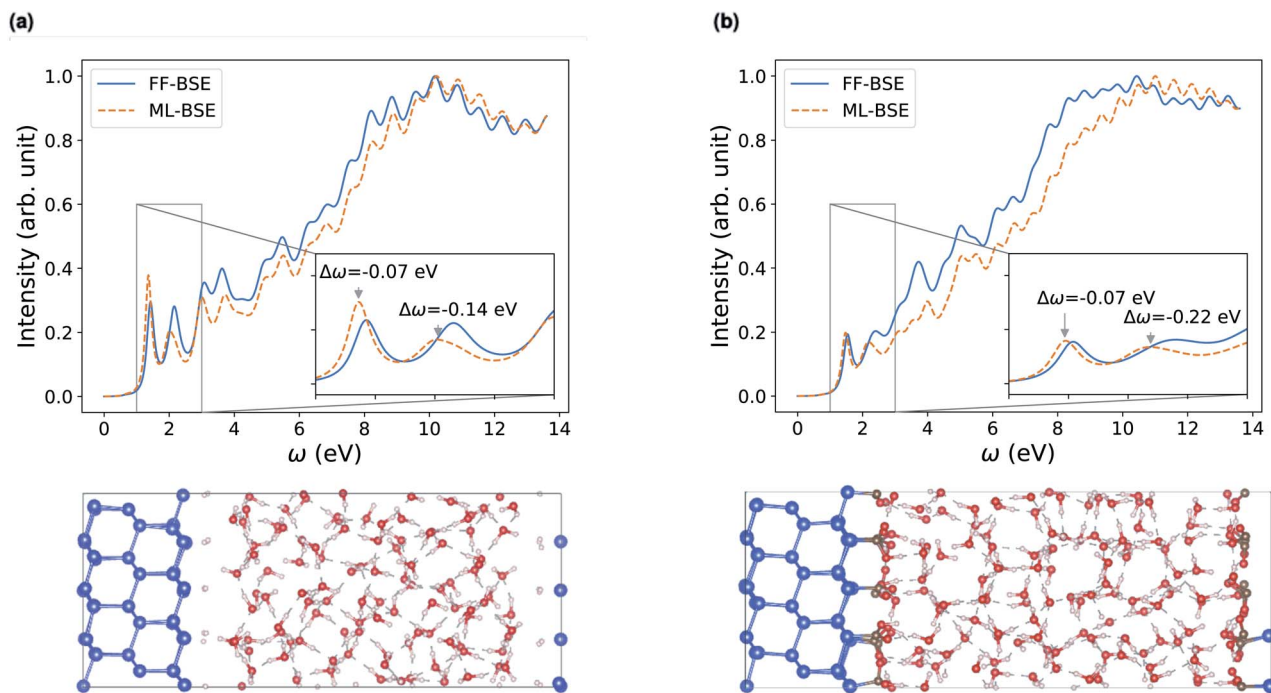 (a)
FF-BSE
ML-BSE
Intensity (arb. unit)
1.0
0.8
0.6
0.4
0.2
0.0
Δω=-0.07 eV
Δω=-0.14 eV
0 2 4 6 8 10 12 14
ω (eV)
(b)
FF-BSE
ML-BSE
Intensity (arb. unit)
1.0
0.8
0.6
0.4
0.2
0.0
Δω=-0.07 eV
Δω=-0.22 eV
0 2 4 6 8 10 12 14
ω (eV)